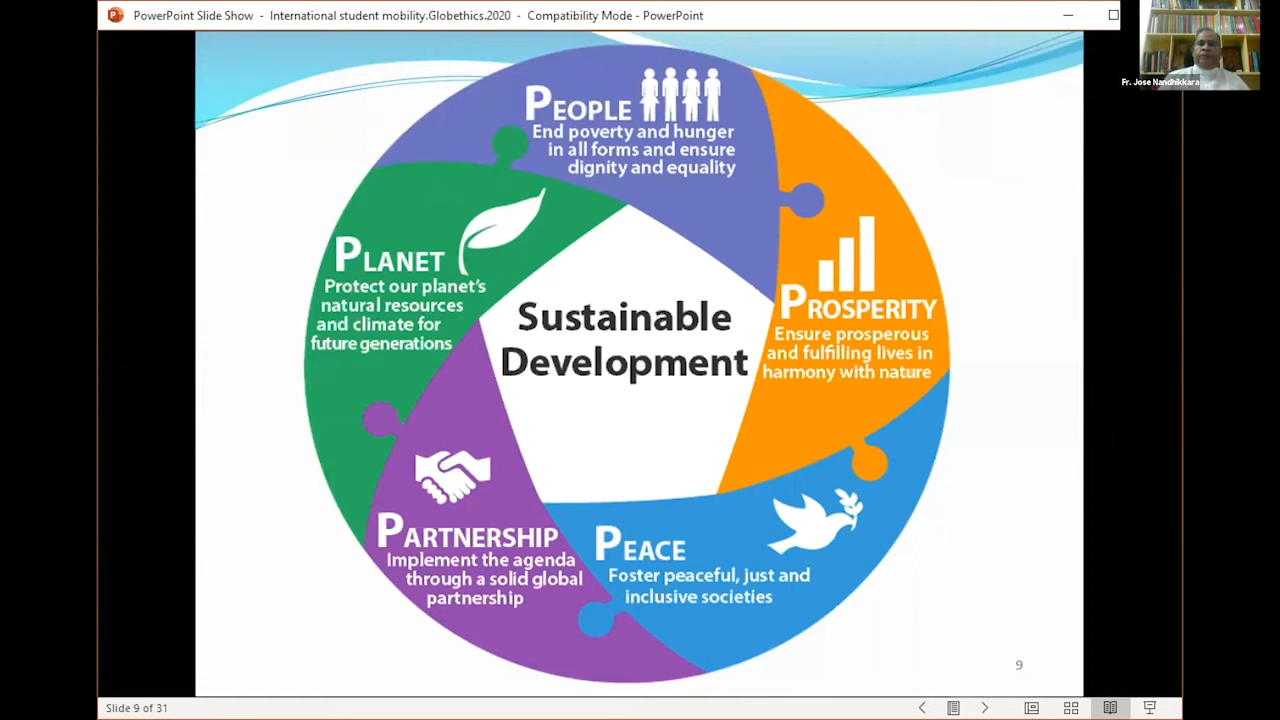 PowerPoint Slide Show - International student mobility.Globethics.2020 - Compatibility Mode - PowerPoint
Fr. Jose Nandhikkara
PEOPLE
End poverty and hunger
in all forms and ensure
dignity and equality
PLANET
Protect our planet's
natural resources
and climate for
future generations
Sustainable
Development
PROSPERITY
Ensure prosperous
and fulfilling lives in
harmony with nature
PARTNERSHIP
Implement the agenda
through a solid global
partnership
PEACE
Foster peaceful, just and
inclusive societies
9
Slide 9 of 31